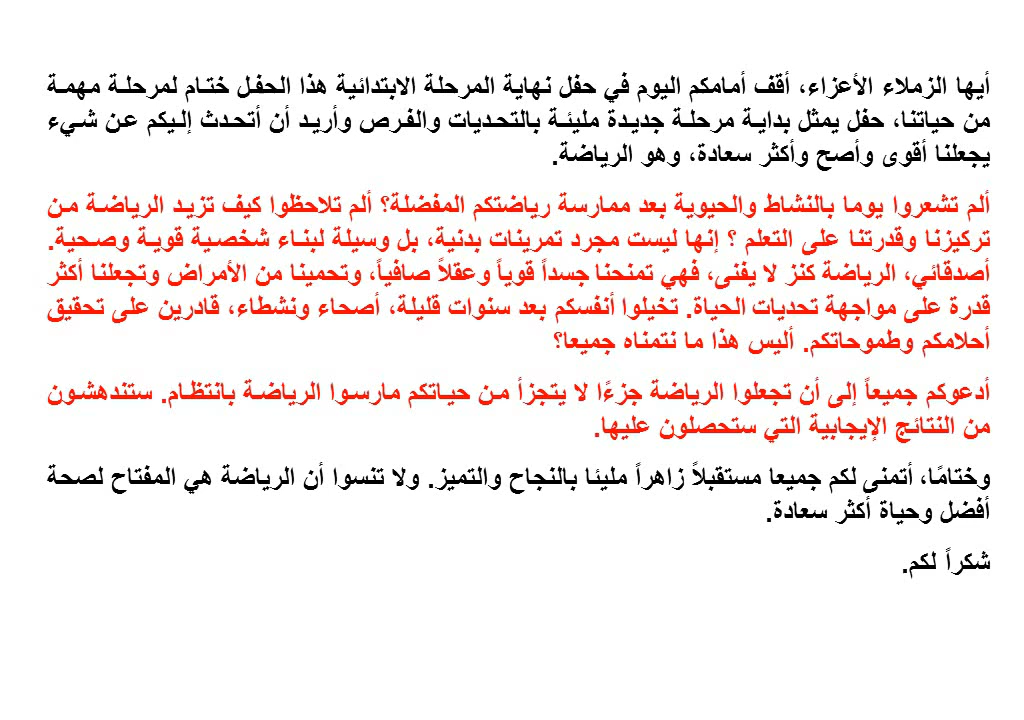 أيها الزملاء الأعزاء، أقف أمامكم اليوم في حفل نهاية المرحلة الابتدائية هذا الحفل ختام لمرحلة مهمة
من حياتنا، حفل يمثل بداية مرحلة جديدة مليئة بالتحديات والفرص وأريد أن أتحدث إليكم عن شيء
يجعلنا أقوى وأصح وأكثر سعادة، وهو الرياضة.
ألم تشعروا يوما بالنشاط والحيوية بعد ممارسة رياضتكم المفضلة؟ ألم تلاحظوا كيف تزيد الرياضة من
تركيزنا وقدرتنا على التعلم ؟ إنها ليست مجرد تمرينات بدنية، بل وسيلة لبناء شخصية قوية وصحية.
أصدقائي، الرياضة كنز لا يفنى، فهي تمنحنا جسداً قوياً وعقلاً صافياً، وتحمينا من الأمراض وتجعلنا أكثر
قدرة على مواجهة تحديات الحياة. تخيلوا أنفسكم بعد سنوات قليلة، أصحاء ونشطاء، قادرين على تحقيق
أحلامكم وطموحاتكم. أليس هذا ما نتمناه جميعا؟
أدعوكم جميعاً إلى أن تجعلوا الرياضة جزءًا لا يتجزأ من حياتكم مارسوا الرياضة بانتظام. ستندهشون
من النتائج الإيجابية التي ستحصلون عليها.
وختامًا، أتمنى لكم جميعا مستقبلاً زاهراً مليئا بالنجاح والتميز. ولا تنسوا أن الرياضة هي المفتاح لصحة
أفضل وحياة أكثر سعادة.
شكراً لكم.